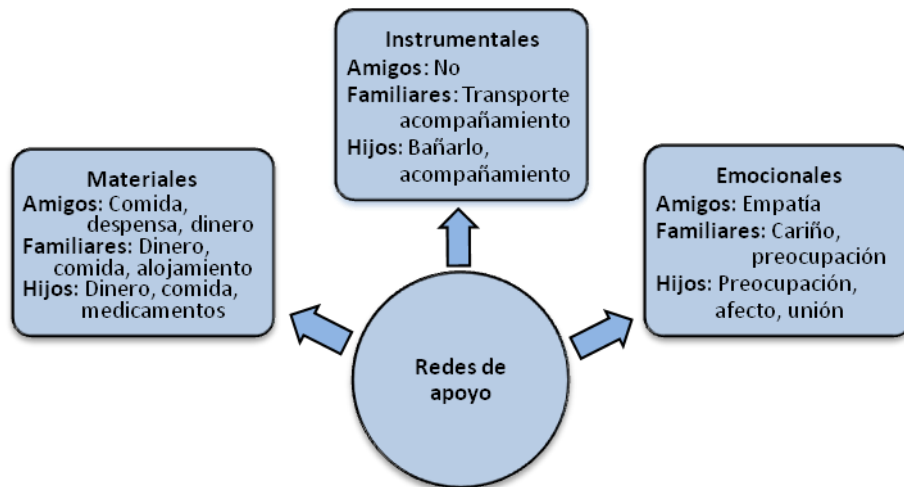 Instrumentales
Amigos: No
Familiares: Transporte
acompañamiento
Hijos: Bañarlo,
acompañamiento
Materiales
Amigos: Comida,
despensa, dinero
Familiares: Dinero,
comida, alojamiento
Hijos: Dinero, comida,
medicamentos
Emocionales
Amigos: Empatía
Familiares: Cariño,
preocupación
Hijos: Preocupación,
afecto, unión
Redes de
apoyo